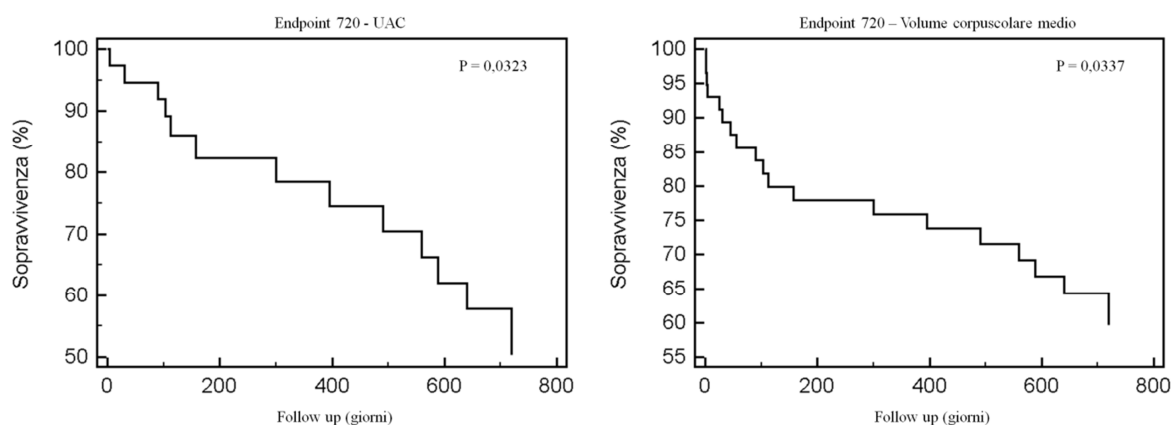 Endpoint 720 - UAC
P = 0,0323
Sopravvivenza (%)
100
90
80
70
60
50
0 200 400 600 800
Follow up (giorni)
Endpoint 720 – Volume corpuscolare medio
P = 0,0337
Sopravvivenza (%)
100
95
90
85
80
75
70
65
60
55
0 200 400 600 800
Follow up (giorni)